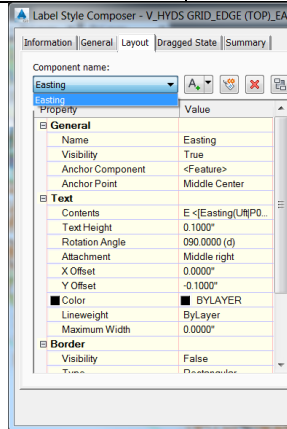 Label Style Composer - V_HYDS GRID_EDGE (TOP)_EA
Information General Layout Dragged State Summary
Component name:
Easting
A
Easting
Property Value
General
Name Easting
Visibility True
Anchor Component <Feature>
Anchor Point Middle Center
Text
Contents E <[Easting(Uft|P0...
Text Height 0.1000"
Rotation Angle 090.0000 (d)
Attachment Middle right
X Offset 0.0000"
Y Offset -0.1000"
Color BYLAYER
Lineweight ByLayer
Maximum Width 0.0000"
Border
Visibility False
Type Rectangular